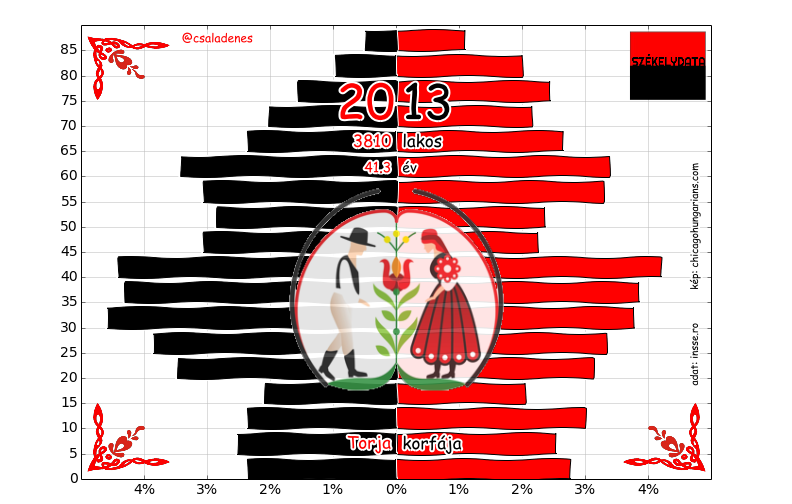 @csaladenes
SZÉKELYDATA
2013
3810 lakos
41.3 év
kép: chicagohungarians.com
adat: insse.ro
Torja korfája
85
80
75
70
65
60
55
50
45
40
35
30
25
20
15
10
5
0
4% 3% 2% 1% 0% 1% 2% 3% 4%